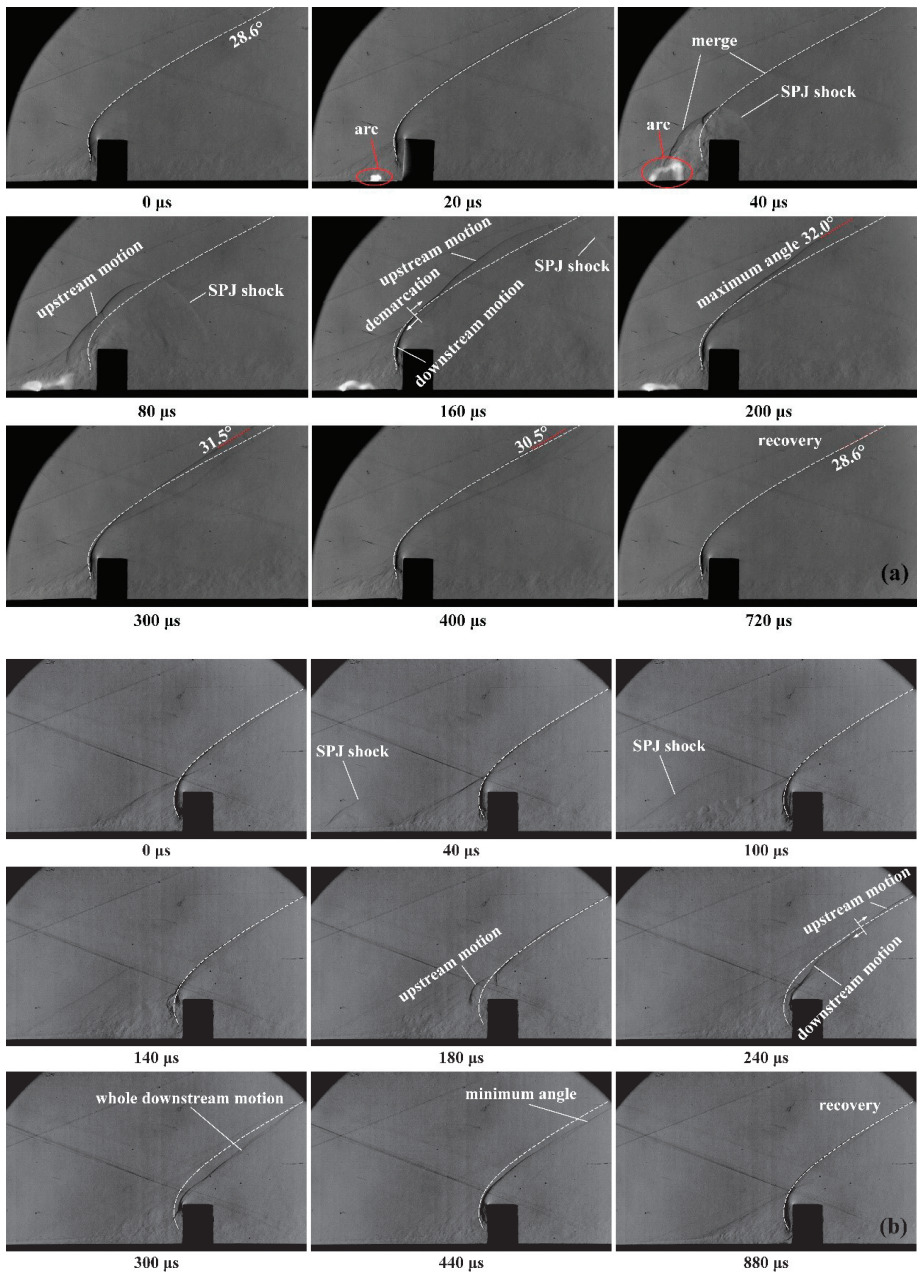 28.6°
0 μs
arc
20 μs
merge
SPJ shock
arc
40 μs
upstream motion
SPJ shock
80 μs
upstream motion
demarcation
SPJ shock
downstream motion
160 μs
maximum angle 32.0°
200 μs
31.5°
300 μs
30.5°
400 μs
recovery
28.6°
(a)
720 μs
0 μs
SPJ shock
40 μs
SPJ shock
100 μs
140 μs
upstream motion
180 μs
upstream motion
downstream motion
240 μs
whole downstream motion
300 μs
minimum angle
440 μs
recovery
(b)
880 μs